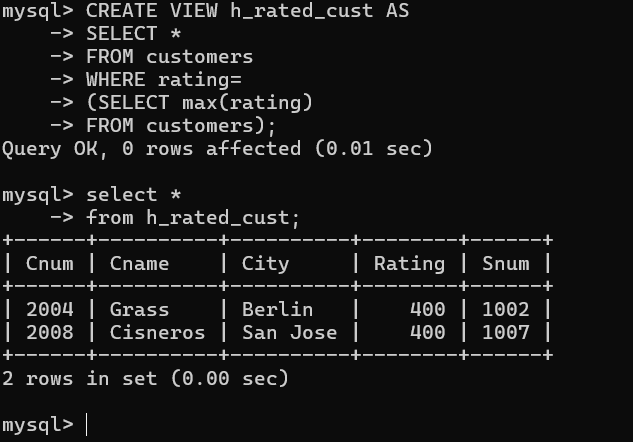 mysql> CREATE VIEW h_rated_cust AS
    -> SELECT *
    -> FROM customers
    -> WHERE rating=
    -> (SELECT max(rating)
    -> FROM customers);
Query OK, 0 rows affected (0.01 sec)

mysql> select *
    -> from h_rated_cust;
+------+----------+----------+--------+------+
| Cnum | Cname    | City     | Rating | Snum |
+------+----------+----------+--------+------+
| 2004 | Grass    | Berlin   |    400 | 1002 |
| 2008 | Cisneros | San Jose |    400 | 1007 |
+------+----------+----------+--------+------+
2 rows in set (0.00 sec)

mysql>